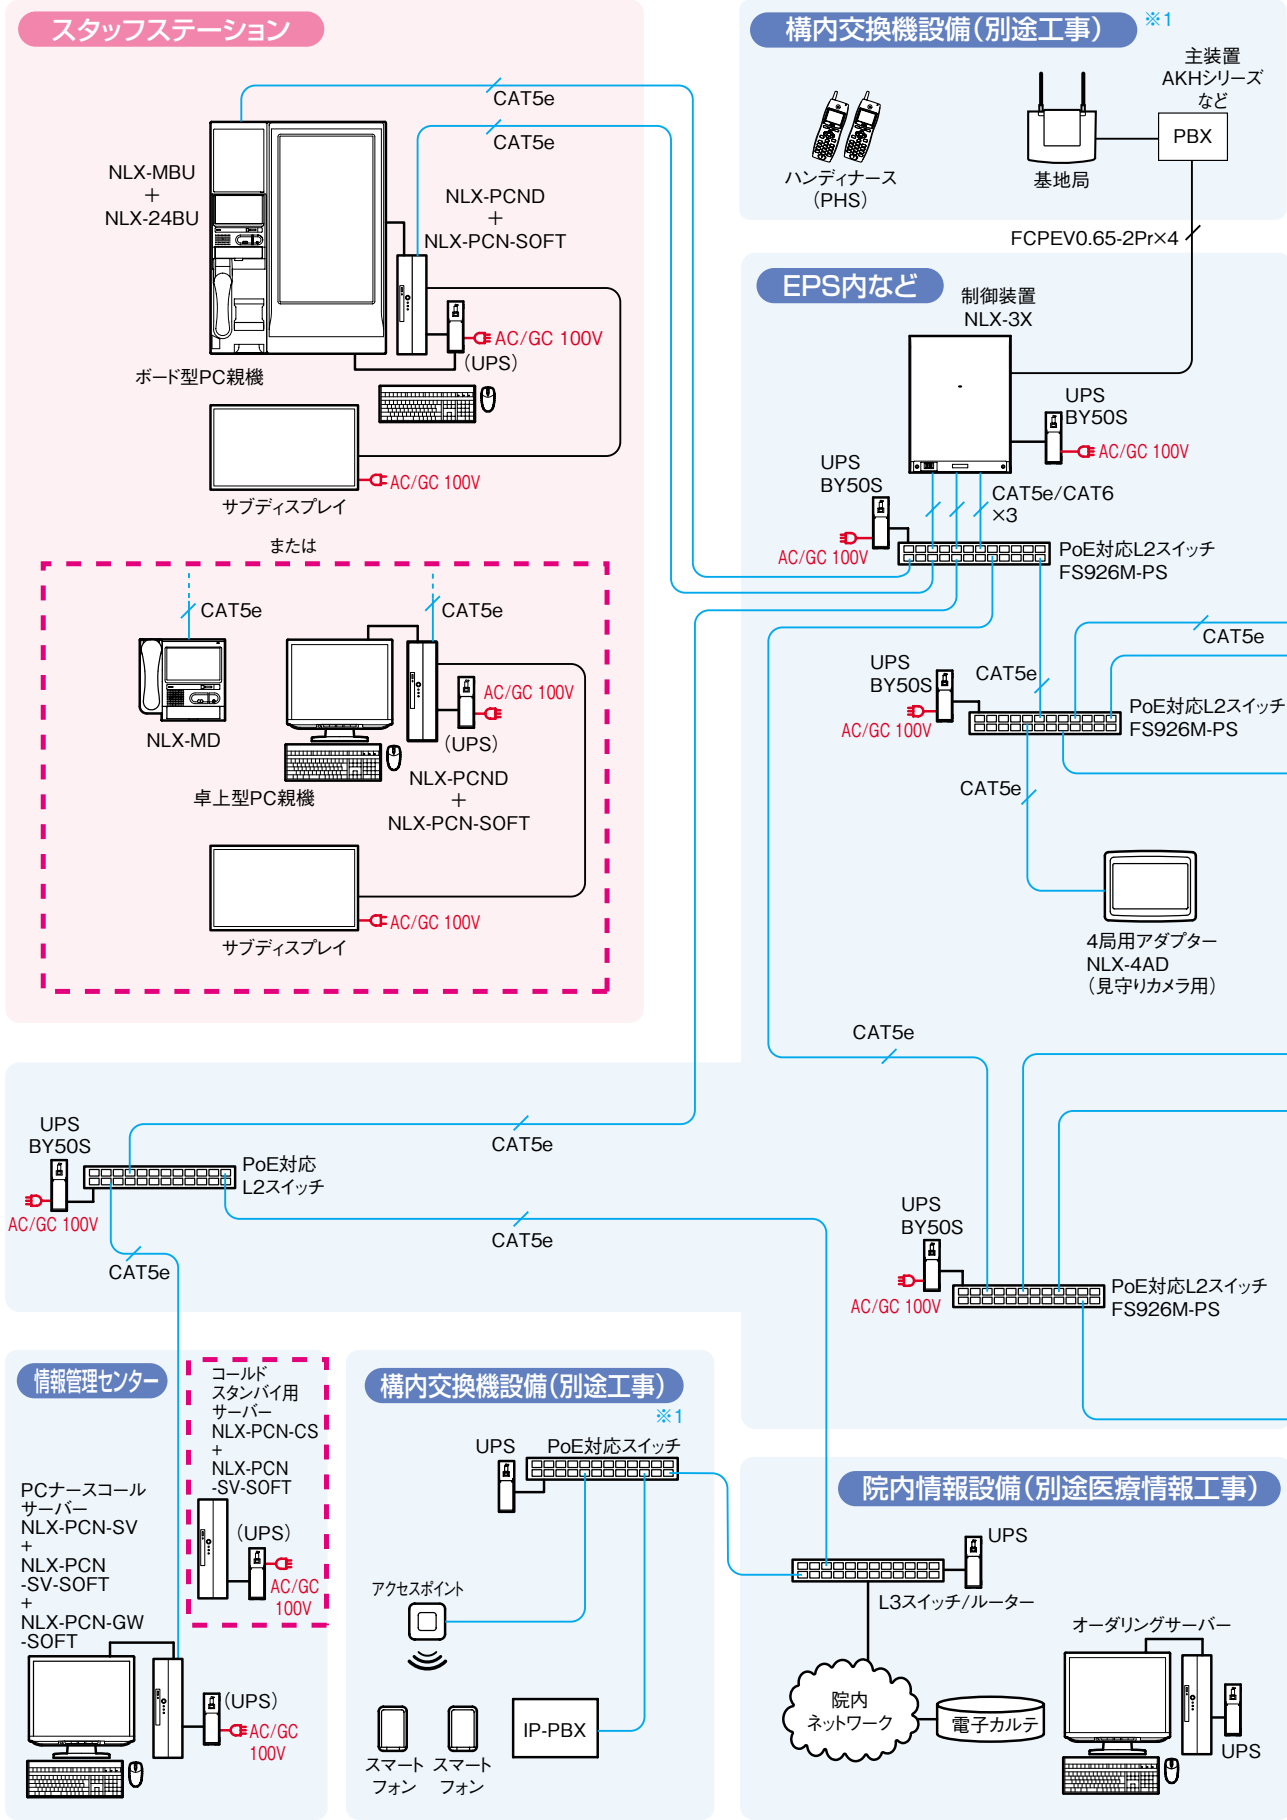 スタッフステーション
CAT5e
CAT5e
NLX-MBU
+
NLX-24BU
NLX-PCND
+
NLX-PCN-SOFT
AC/GC 100V
(UPS)
ボード型PC親機
AC/GC 100V
サブディスプレイ
または
CAT5e
CAT5e
NLX-MD
AC/GC 100V
(UPS)
卓上型PC親機
NLX-PCND
+
NLX-PCN-SOFT
AC/GC 100V
サブディスプレイ
構内交換機設備(別途工事)
※1
主装置
AKHシリーズ
など
PBX
ハンディナース
(PHS)
基地局
FCPEV0.65-2Pr×4
EPS内など
制御装置
NLX-3X
UPS
BY50S
AC/GC 100V
UPS
BY50S
AC/GC 100V
CAT5e/CAT6
×3
PoE対応L2スイッチ
FS926M-PS
CAT5e
CAT5e
UPS
BY50S
AC/GC 100V
PoE対応L2スイッチ
FS926M-PS
CAT5e
4局用アダプター
NLX-4AD
(見守りカメラ用)
CAT5e
UPS
BY50S
AC/GC 100V
PoE対応L2スイッチ
FS926M-PS
UPS
BY50S
AC/GC 100V
PoE対応
L2スイッチ
CAT5e
CAT5e
CAT5e
情報管理センター
コールド
スタンバイ用
サーバー
NLX-PCN-CS
+
NLX-PCN
-SV-SOFT
(UPS)
AC/GC
100V
PCナースコール
サーバー
NLX-PCN-SV
+
NLX-PCN
-SV-SOFT
+
NLX-PCN-GW
-SOFT
(UPS)
AC/GC
100V
構内交換機設備(別途工事)
※1
UPS
PoE対応スイッチ
アクセスポイント
スマート
フォン
スマート
フォン
IP-PBX
院内情報設備(別途医療情報工事)
UPS
L3スイッチ/ルーター
院内
ネットワーク
電子カルテ
オーダリングサーバー
UPS